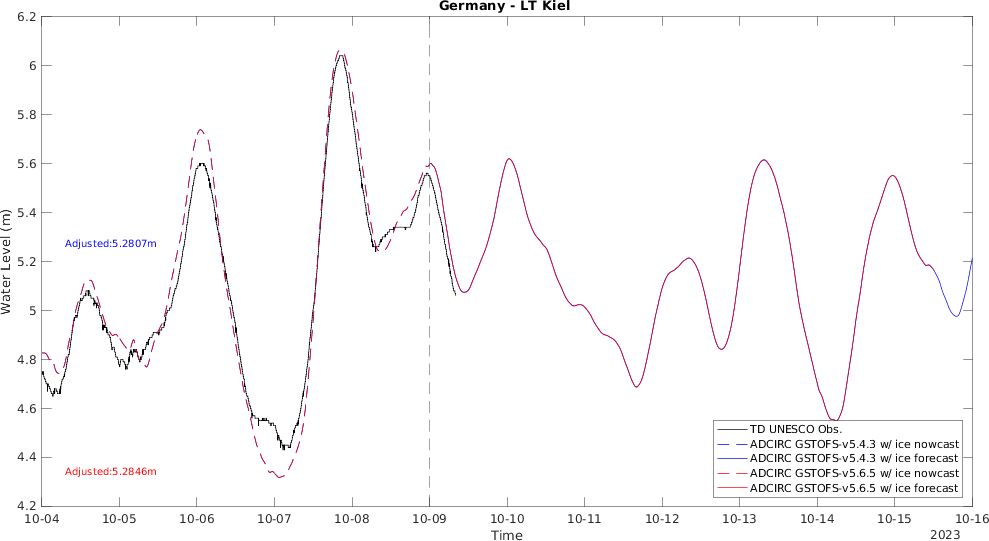 Germany - LT Kiel
6.2
6
5.8
5.6
5.4
5.2
5
4.8
4.6
4.4
4.2
Water Level (m)
Adjusted:5.2807m
Adjusted:5.2846m
TD UNESCO Obs.
ADCIRC GSTOFS-v5.4.3 w/ ice nowcast
ADCIRC GSTOFS-v5.4.3 w/ ice forecast
ADCIRC GSTOFS-v5.6.5 w/ ice nowcast
ADCIRC GSTOFS-v5.6.5 w/ ice forecast
10-04 10-05 10-06 10-07 10-08 10-09 10-10 10-11 10-12 10-13 10-14 10-15 10-16
Time
2023